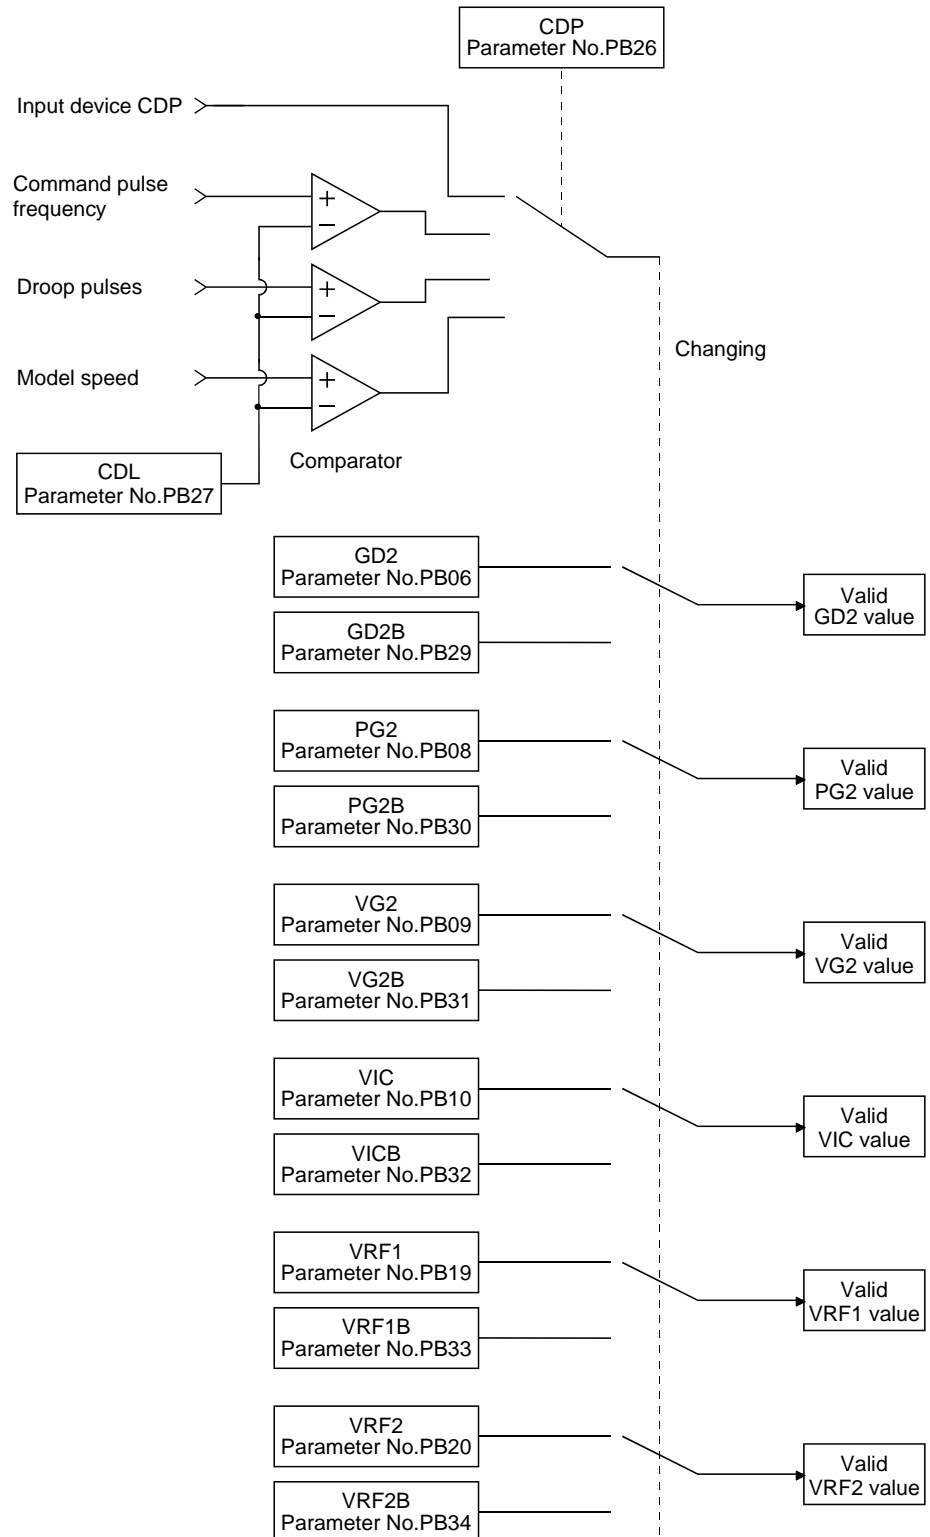 CDP
Parameter No.PB26
Input device CDP
Command pulse
frequency
+
−
Droop pulses
+
−
Changing
Model speed
+
−
Comparator
CDL
Parameter No.PB27
GD2
Parameter No.PB06
Valid
GD2 value
GD2B
Parameter No.PB29
PG2
Parameter No.PB08
Valid
PG2 value
PG2B
Parameter No.PB30
VG2
Parameter No.PB09
Valid
VG2 value
VG2B
Parameter No.PB31
VIC
Parameter No.PB10
Valid
VIC value
VICB
Parameter No.PB32
VRF1
Parameter No.PB19
Valid
VRF1 value
VRF1B
Parameter No.PB33
VRF2
Parameter No.PB20
Valid
VRF2 value
VRF2B
Parameter No.PB34